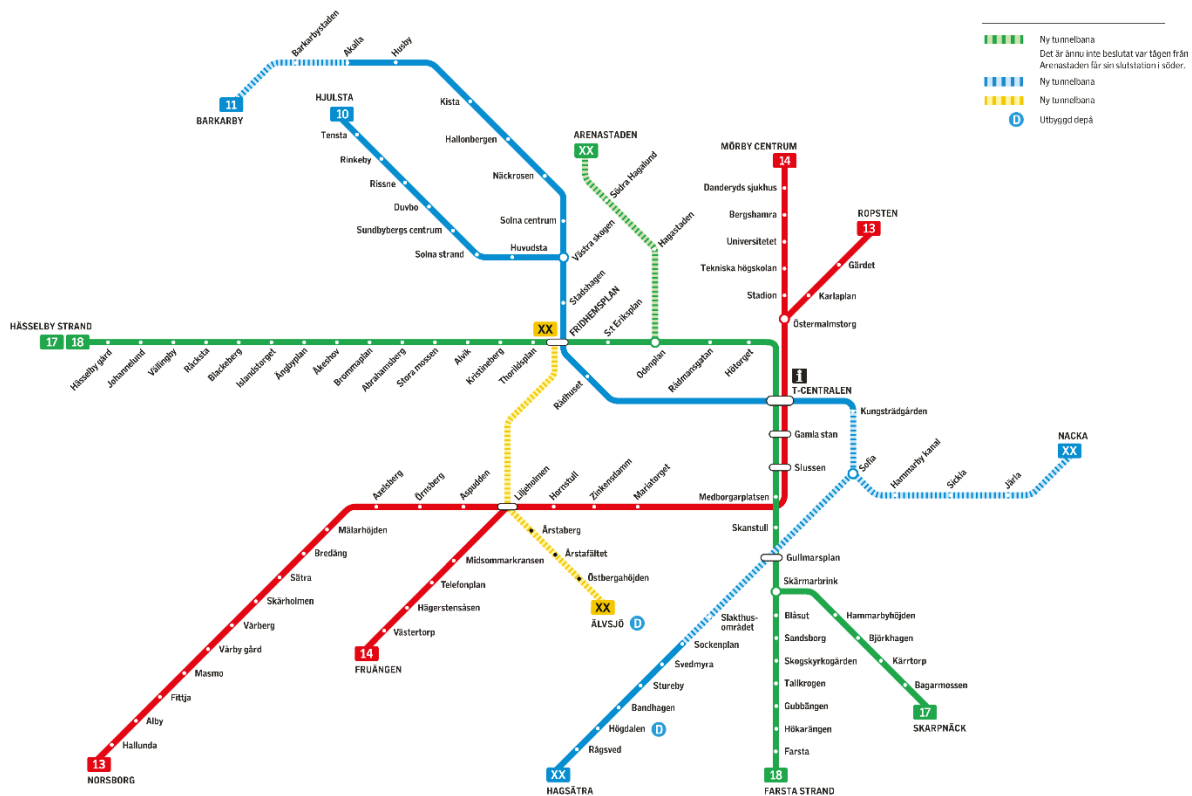 Ny tunnelbana
Det är ännu inte beslutat var tågen från
Arenastaden får sin slutstation i söder.
Ny tunnelbana
Ny tunnelbana
D Utbyggd depå
Barkarbystaden
Akalla
Husby
11
BARKARBY
HJULSTA
10
Tensta
Rinkeby
Rissne
Duvbo
Sundbybergs centrum
Solna strand
Huvudsta
Kista
Hallonbergen
Näckrosen
Solna centrum
Västra skogen
Stadshagen
FRIDHEMSPLAN
XX
ARENASTADEN
XX
Södra Hagalund
Hagastaden
MÖRBY CENTRUM
14
Danderyds sjukhus
Bergshamra
Universitetet
Tekniska högskolan
Stadion
ROPSTEN
13
Gärdet
Karlaplan
Östermalmstorg
HÄSSELBY STRAND
17 18
Hässelby gård
Johannelund
Vällingby
Råcksta
Blackeberg
Islandstorget
Ängbyplan
Åkeshov
Brommaplan
Abrahamsberg
Stora mossen
Alvik
Kristineberg
Thorildsplan
S:t Eriksplan
Odenplan
Rådmansgatan
Hötorget
Rådhuset
i
T-CENTRALEN
Kungsträdgården
Gamla stan
Slussen
Sofia
Hammarby kanal
Sickla
Järla
NACKA
XX
Axelsberg
Örnsberg
Aspudden
Liljeholmen
Hornstull
Zinkensdamm
Mariatorget
Medborgarplatsen
Skanstull
Gullmarsplan
Skärmarbrink
Mälarhöjden
Bredäng
Sätra
Skärholmen
Vårberg
Vårby gård
Masmo
Fittja
Alby
Hallunda
13
NORSBORG
Midsommarkransen
Telefonplan
Hägerstensåsen
Västertorp
14
FRUÄNGEN
Årstaberg
Årstafältet
Östbergahöjden
XX
ÄLVSJÖ D
Slakthus-
området
Sockenplan
Svedmyra
Stureby
Bandhagen
Högdalen D
Rågsved
XX
HAGSÄTRA
Blåsut
Sandsborg
Skogskyrkogården
Tallkrogen
Gubbängen
Hökarängen
Farsta
18
FARSTA STRAND
Hammarbyhöjden
Björkhagen
Kärrtorp
Bagarmossen
17
SKARPNÄCK